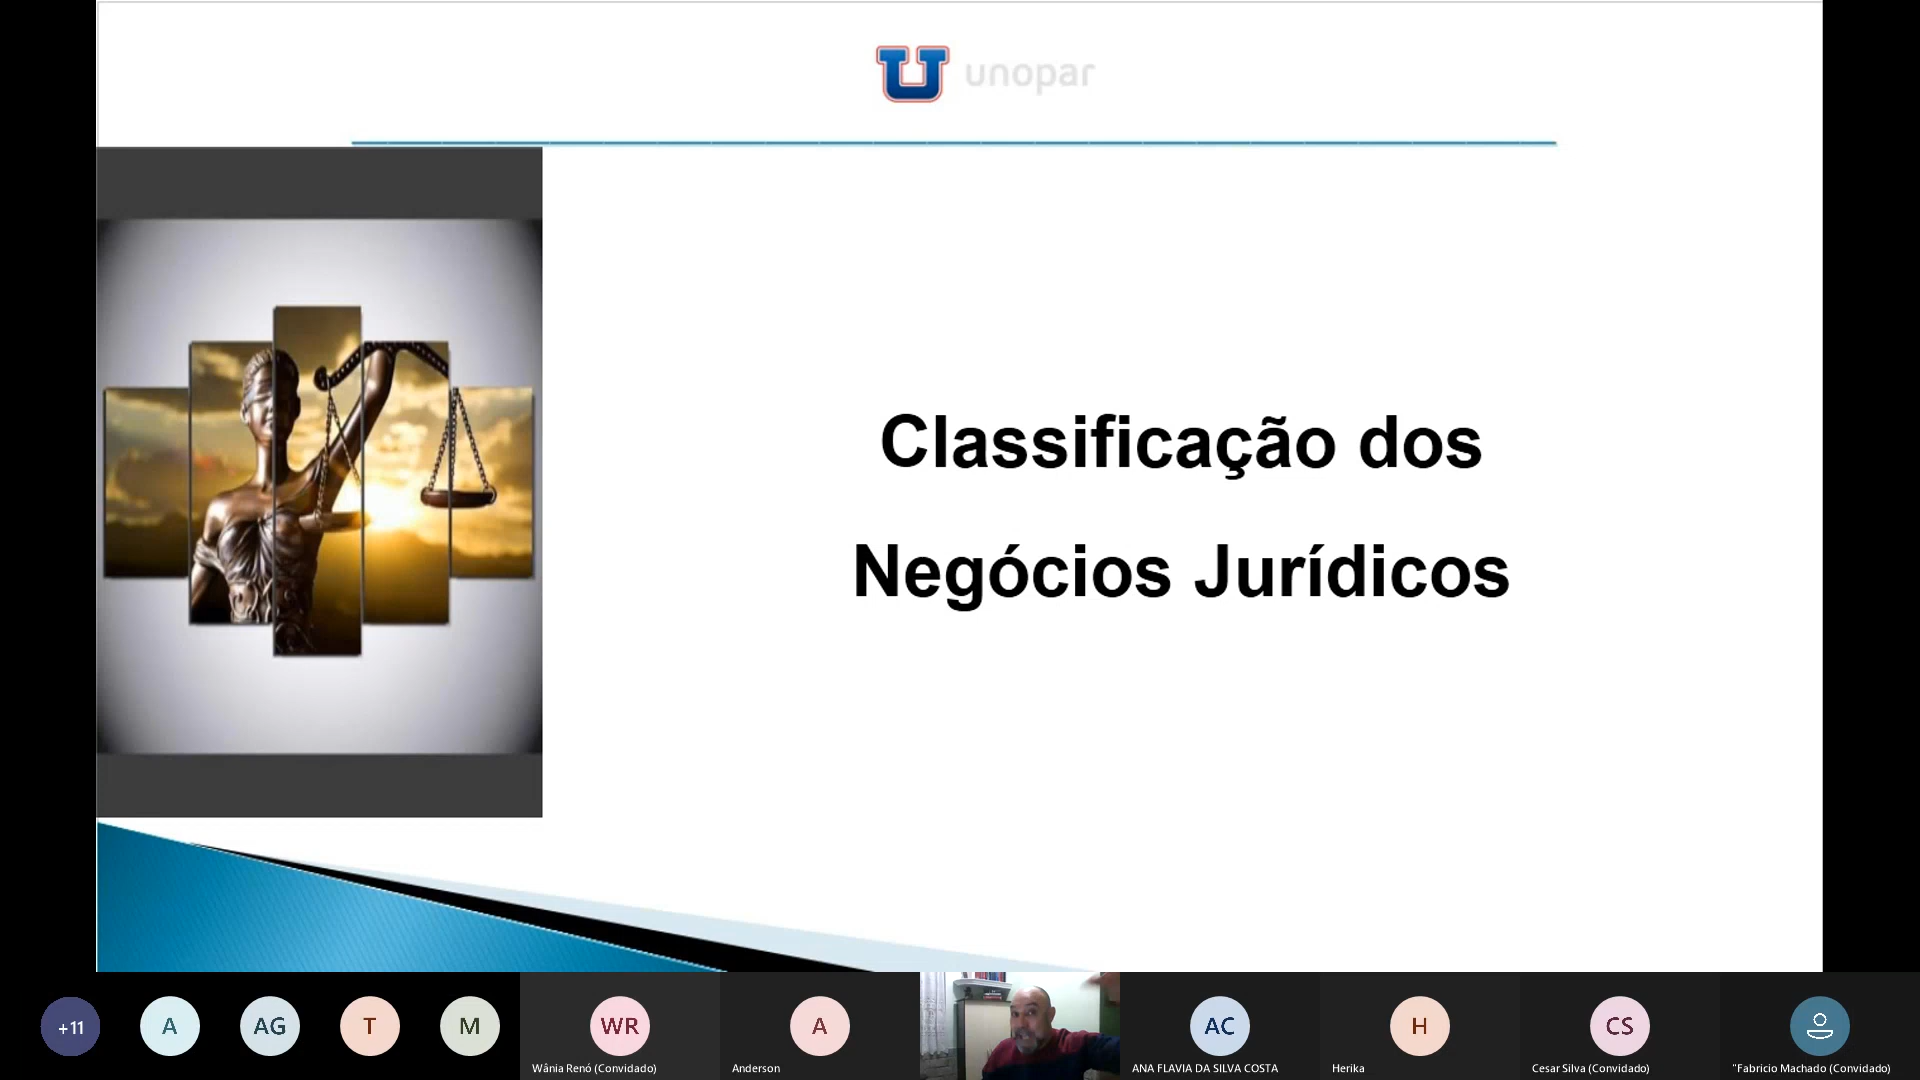 unopar
Classificação dos
Negócios Jurídicos
+11
A
AG
T
M
WR
A
AC
H
CS
Wânia Renó (Convidado)
Anderson
ANA FLAVIA DA SILVA COSTA
Herika
Cesar Silva (Convidado)
"Fabricio Machado (Convidado)